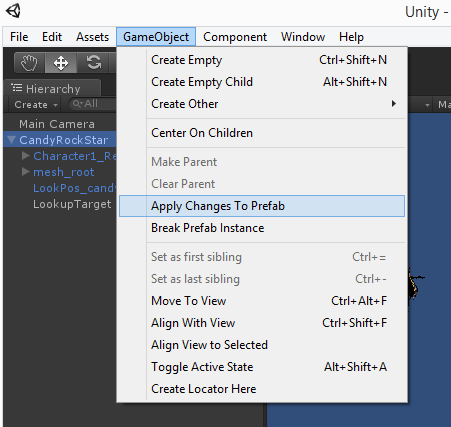 Unity -
File Edit Assets GameObject Component Window Help
Hierarchy
Create All
Main Camera
CandyRockStar
Character1_Re
mesh_root
LookPos_candy
LookupTarget
Create Empty Ctrl+Shift+N
Create Empty Child Alt+Shift+N
Create Other
Center On Children
Make Parent
Clear Parent
Apply Changes To Prefab
Break Prefab Instance
Set as first sibling Ctrl+=
Set as last sibling Ctrl+-
Move To View Ctrl+Alt+F
Align With View Ctrl+Shift+F
Align View to Selected
Toggle Active State Alt+Shift+A
Create Locator Here
Ma